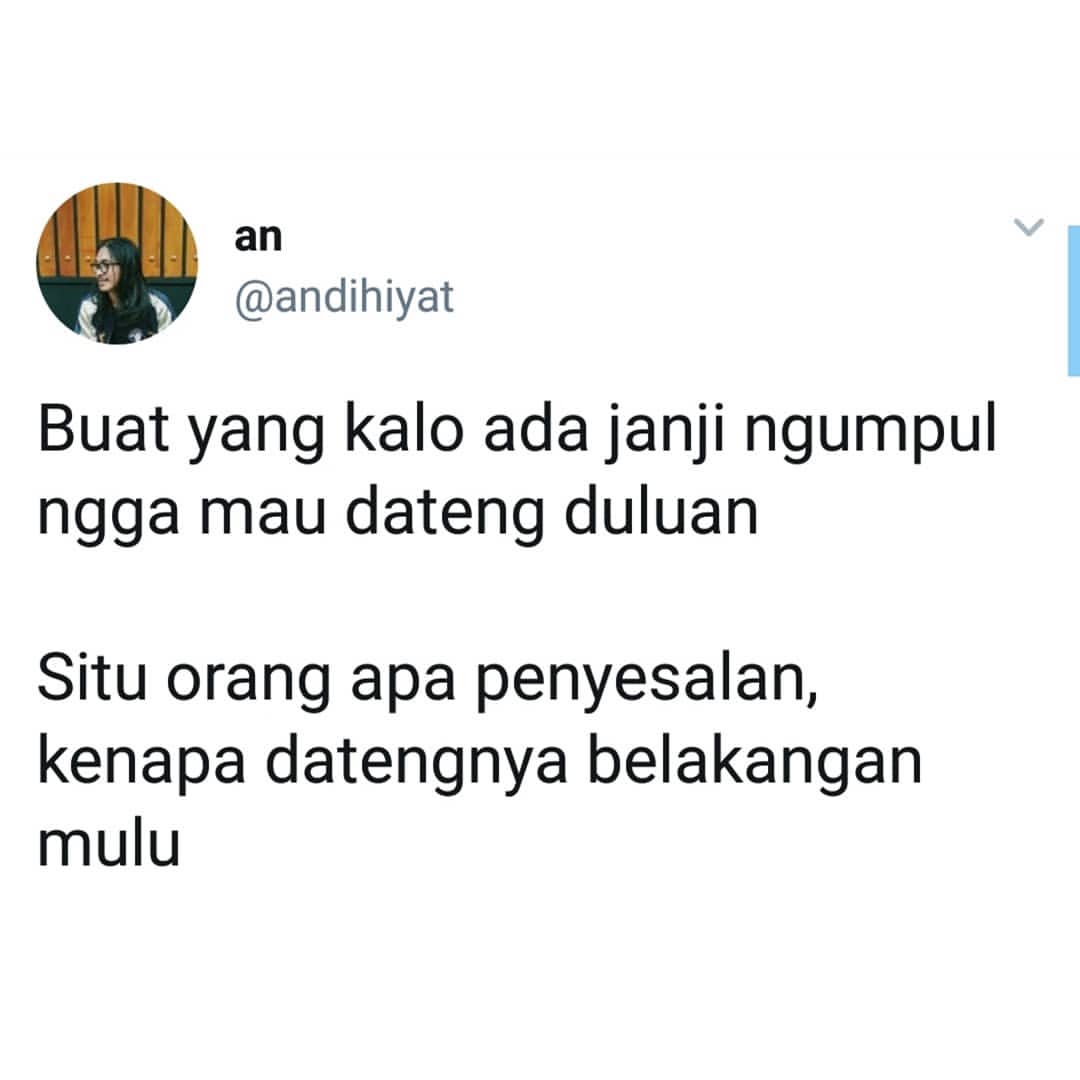 an
@andihiyat
Buat yang kalo ada janji ngumpul
ngga mau dateng duluan
Situ orang apa penyesalan,
kenapa datengnya belakangan
mulu